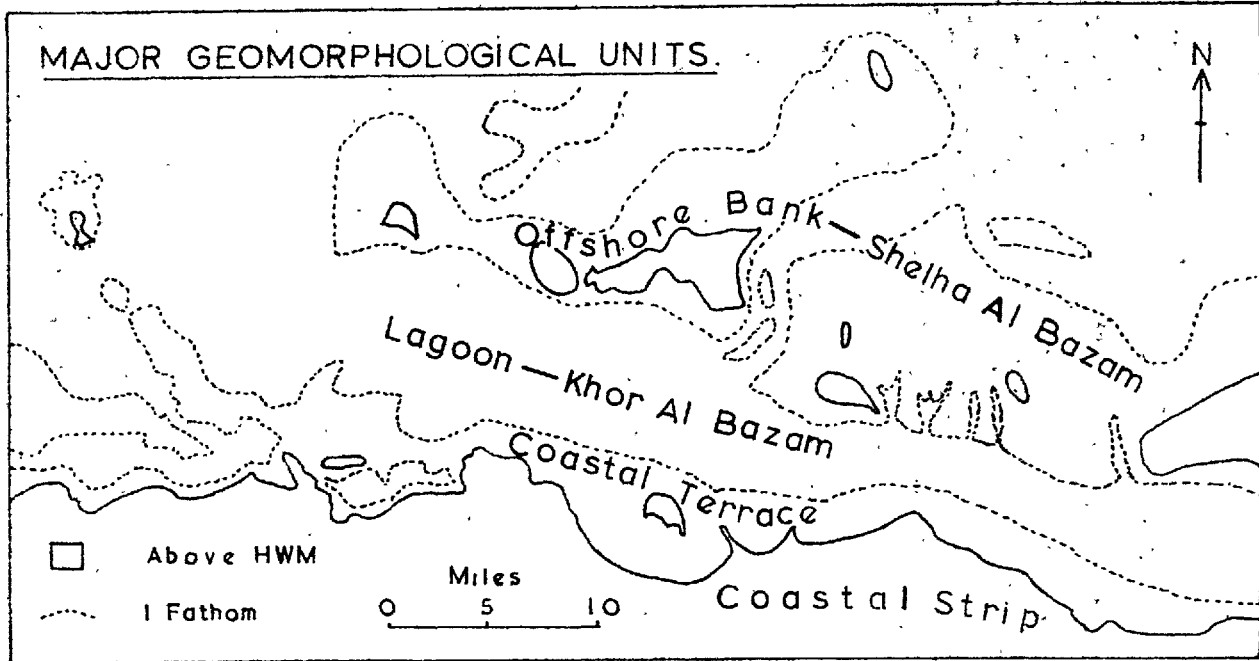 MAJOR GEOMORPHOLOGICAL UNITS.
N
Offshore Bank—Shelha Al Bazam
Lagoon—Khor Al Bazam
Coastal Terrace
Coastal Strip
Above HWM
1 Fathom
Miles
0 5 10